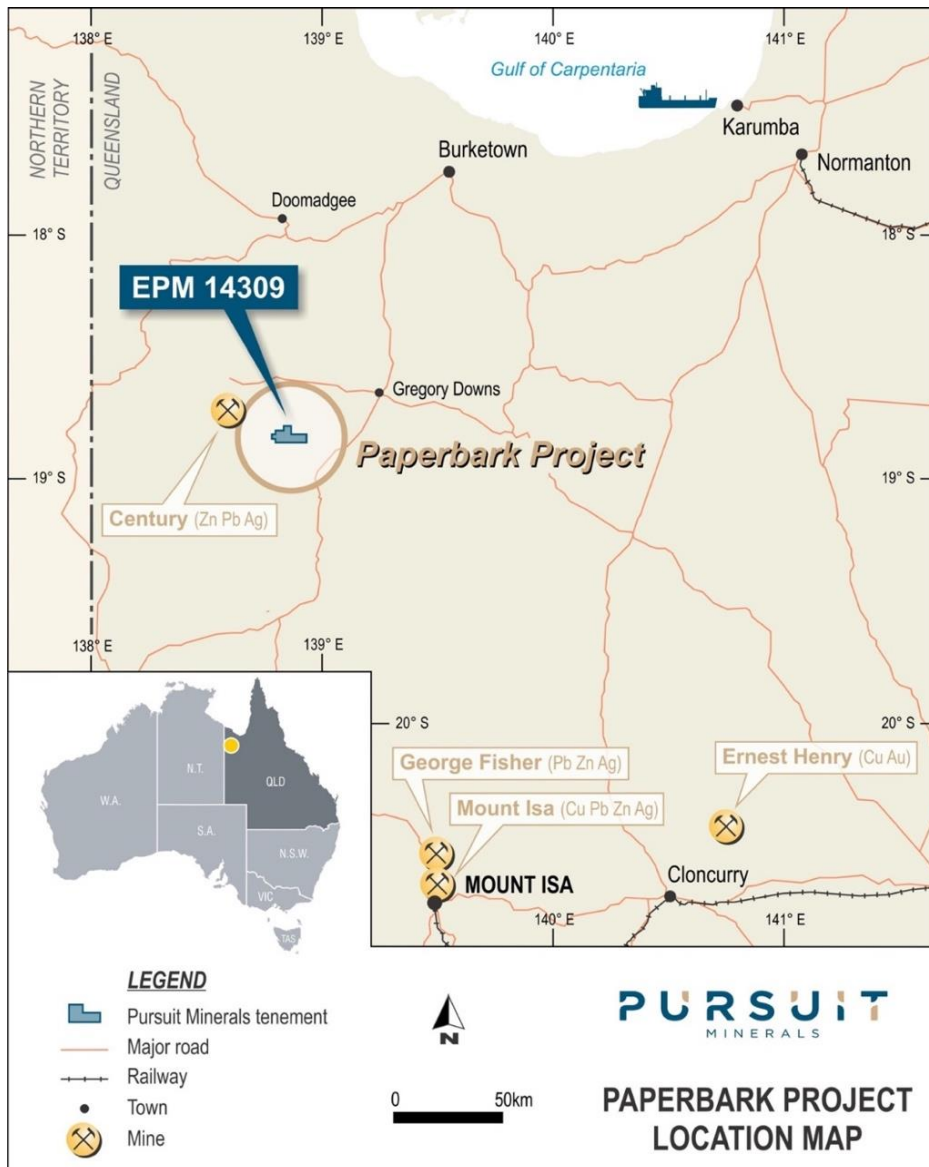 138° E
139° E
140° E
141° E
NORTHERN
TERRITORY
QUEENSLAND
Gulf of Carpentaria
Karumba
Normanton
Burketown
Doomadgee
18° S
18° S
EPM 14309
Gregory Downs
Paperbark Project
19° S
19° S
Century (Zn Pb Ag)
138° E
139° E
20° S
20° S
George Fisher (Pb Zn Ag)
Ernest Henry (Cu Au)
Mount Isa (Cu Pb Zn Ag)
MOUNT ISA
Cloncurry
140° E
141° E
N.T.
QLD
W.A.
S.A.
N.S.W.
VIC
TAS
LEGEND
Pursuit Minerals tenement
Major road
Railway
Town
Mine
N
0
50km
PURSUIT
MINERALS
PAPERBARK PROJECT
LOCATION MAP